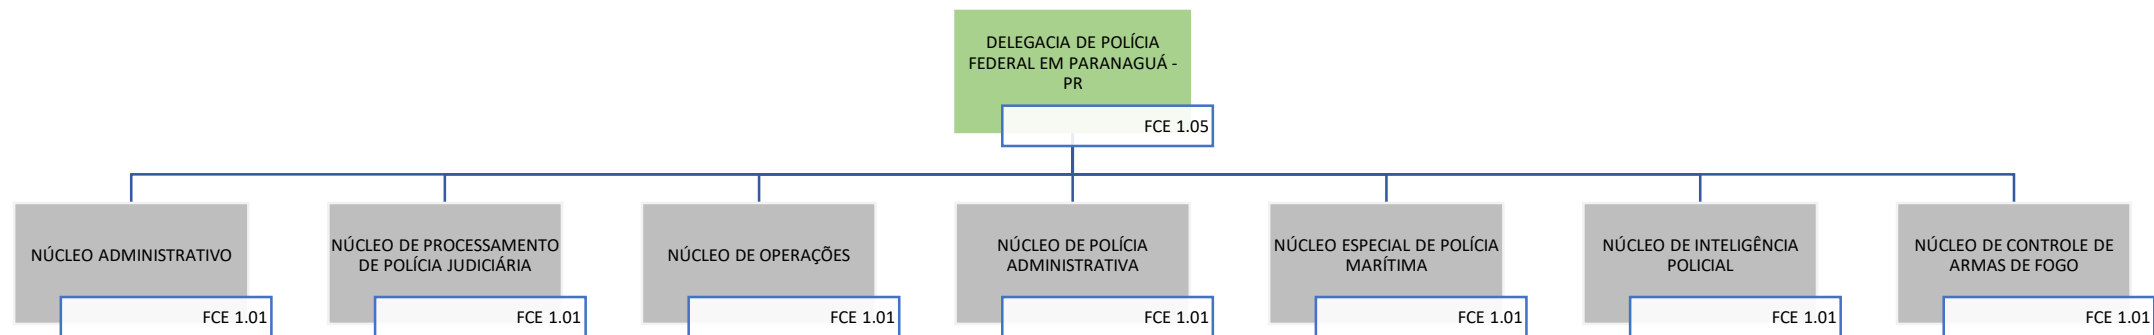 DELEGACIA DE POLÍCIA
FEDERAL EM PARANAGUÁ -
PR
FCE 1.05
NÚCLEO ADMINISTRATIVO
FCE 1.01
NÚCLEO DE PROCESSAMENTO
DE POLÍCIA JUDICIÁRIA
FCE 1.01
NÚCLEO DE OPERAÇÕES
FCE 1.01
NÚCLEO DE POLÍCIA
ADMINISTRATIVA
FCE 1.01
NÚCLEO ESPECIAL DE POLÍCIA
MARÍTIMA
FCE 1.01
NÚCLEO DE INTELIGÊNCIA
POLICIAL
FCE 1.01
NÚCLEO DE CONTROLE DE
ARMAS DE FOGO
FCE 1.01